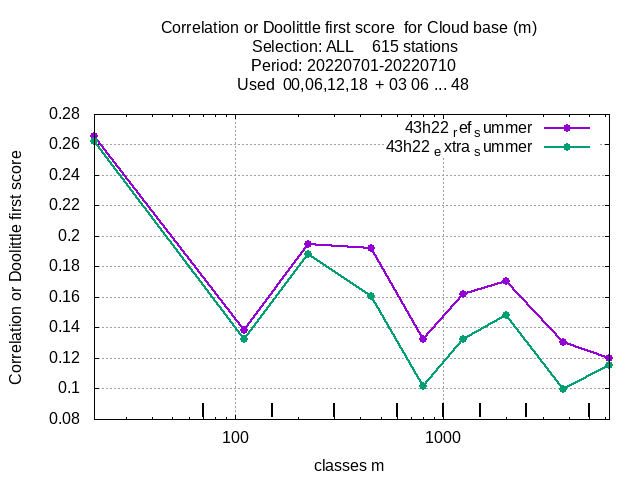 Correlation or Doolittle first score  for Cloud base (m)
Selection: ALL    615 stations
Period: 20220701-20220710
Used  00,06,12,18  + 03 06 ... 48
43h22 ref summer
43h22 extra summer
Correlation or Doolittle first score
0.28
0.26
0.24
0.22
0.2
0.18
0.16
0.14
0.12
0.1
0.08
100
1000
classes m